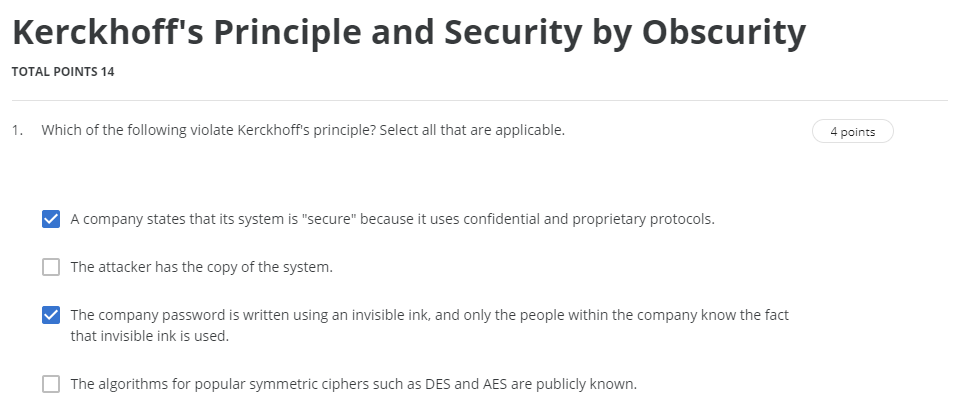 Kerckhoff's Principle and Security by Obscurity
TOTAL POINTS 14
1. Which of the following violate Kerckhoff's principle? Select all that are applicable.
4 points
A company states that its system is "secure" because it uses confidential and proprietary protocols.
The attacker has the copy of the system.
The company password is written using an invisible ink, and only the people within the company know the fact
that invisible ink is used.
The algorithms for popular symmetric ciphers such as DES and AES are publicly known.